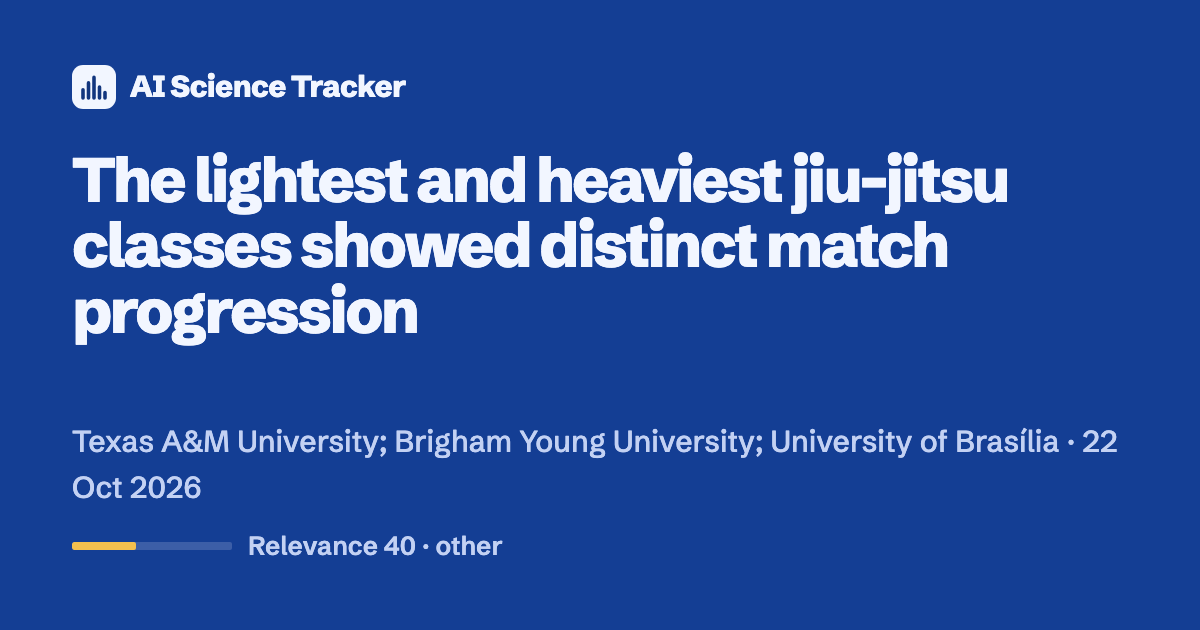 AI Science Tracker
The lightest and heaviest jiu-jitsu
classes showed distinct match
progression
Texas A&M University; Brigham Young University; University of Brasília · 22
Oct 2026
Relevance 40 · other